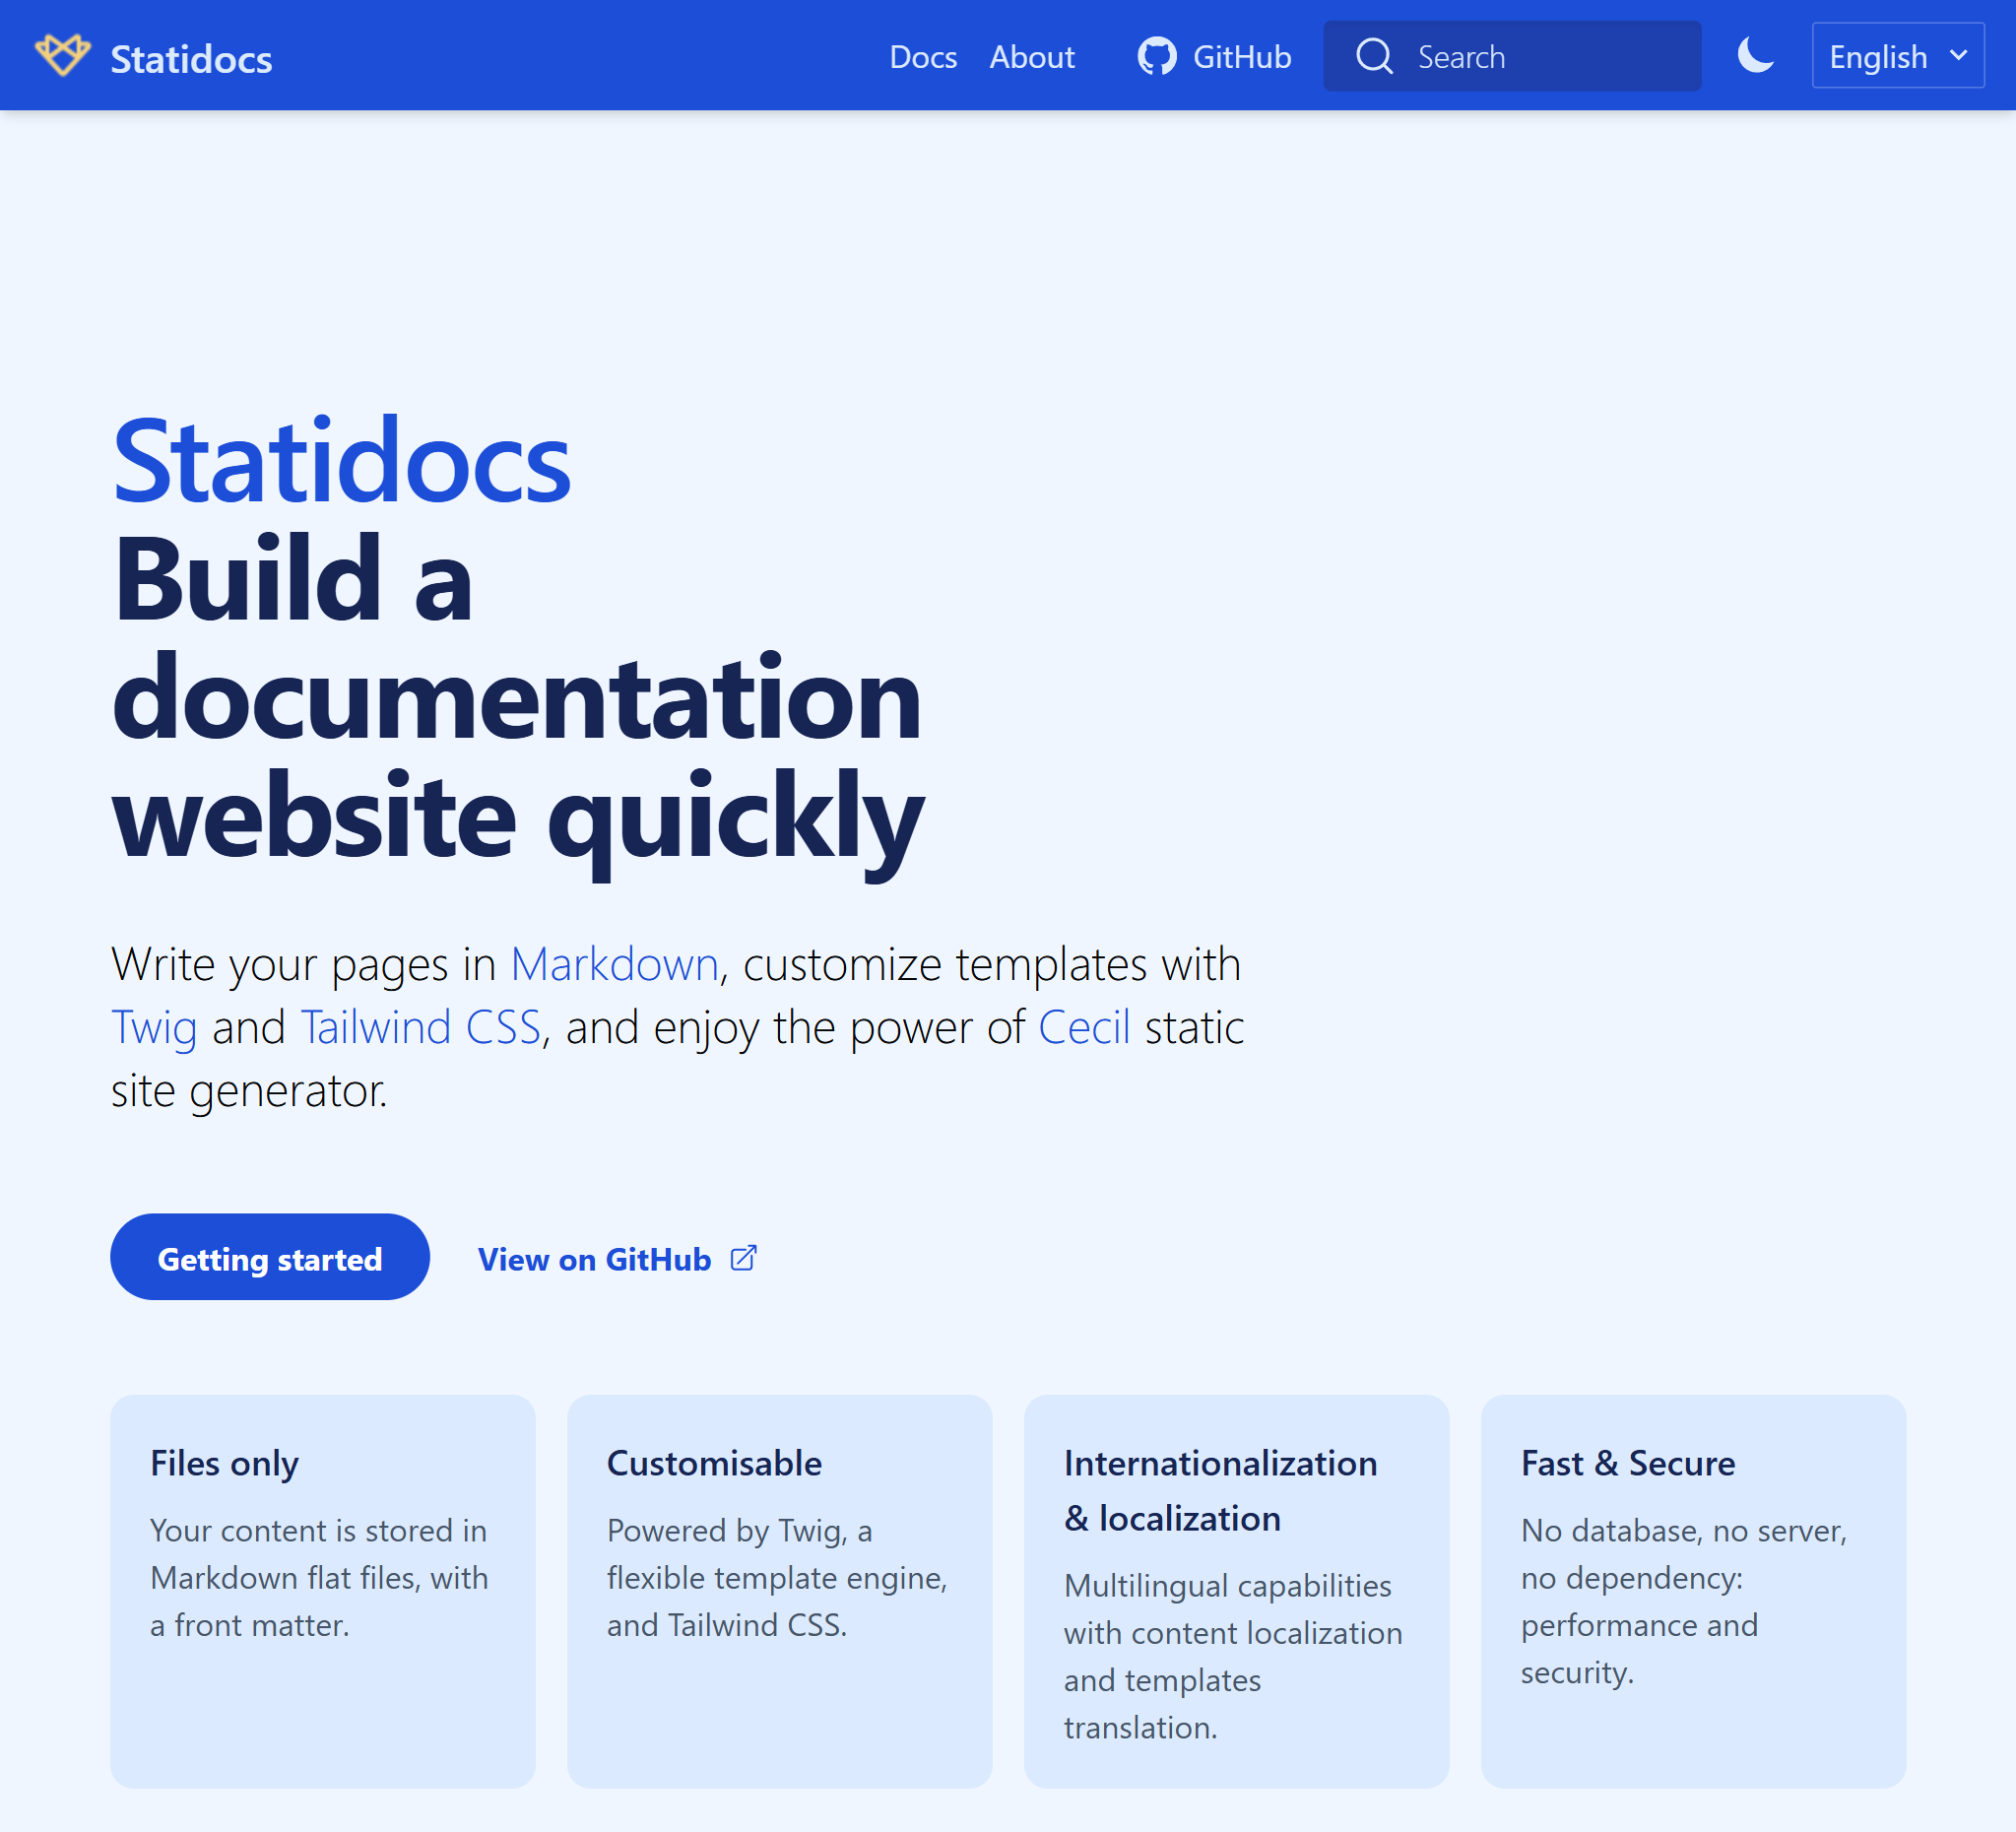 Statidocs
Docs About GitHub Search English
Statidocs
Build a
documentation
website quickly
Write your pages in Markdown, customize templates with
Twig and Tailwind CSS, and enjoy the power of Cecil static
site generator.
Getting started View on GitHub
Files only
Your content is stored in
Markdown flat files, with
a front matter.
Customisable
Powered by Twig, a
flexible template engine,
and Tailwind CSS.
Internationalization
& localization
Multilingual capabilities
with content localization
and templates
translation.
Fast & Secure
No database, no server,
no dependency:
performance and
security.